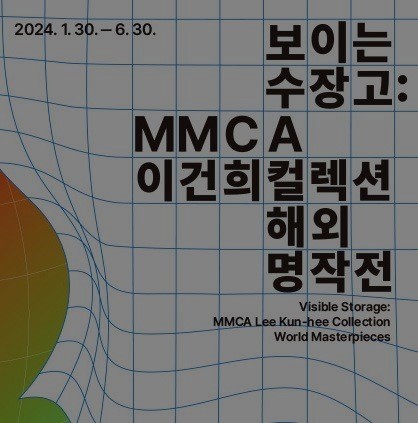 2024. 1. 30. – 6. 30.
보이는
수장고:
MMCA
이건희컬렉션
해외
명작전
Visible Storage:
MMCA Lee Kun-hee Collection
World Masterpieces